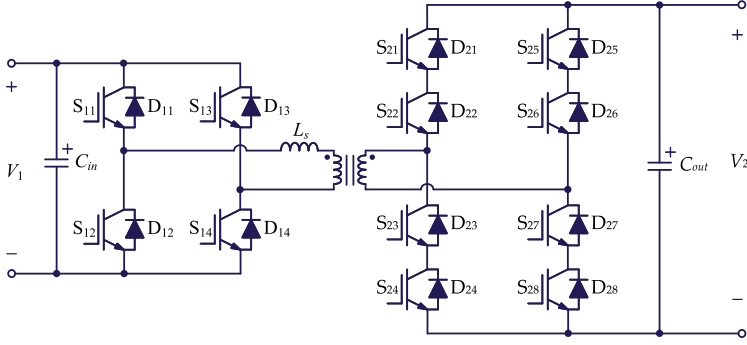 S₂₁ D₂₁ S₂₅ D₂₅
+ +
S₁₁ D₁₁ S₁₃ D₁₃ S₂₂ D₂₂ S₂₆ D₂₆
+ Lₛ
+ Cᵢₙ + Cₒᵤₜ V₂
V₁
S₁₂ D₁₂ S₁₄ D₁₄ S₂₃ D₂₃ S₂₇ D₂₇
−
S₂₄ D₂₄ S₂₈ D₂₈ −